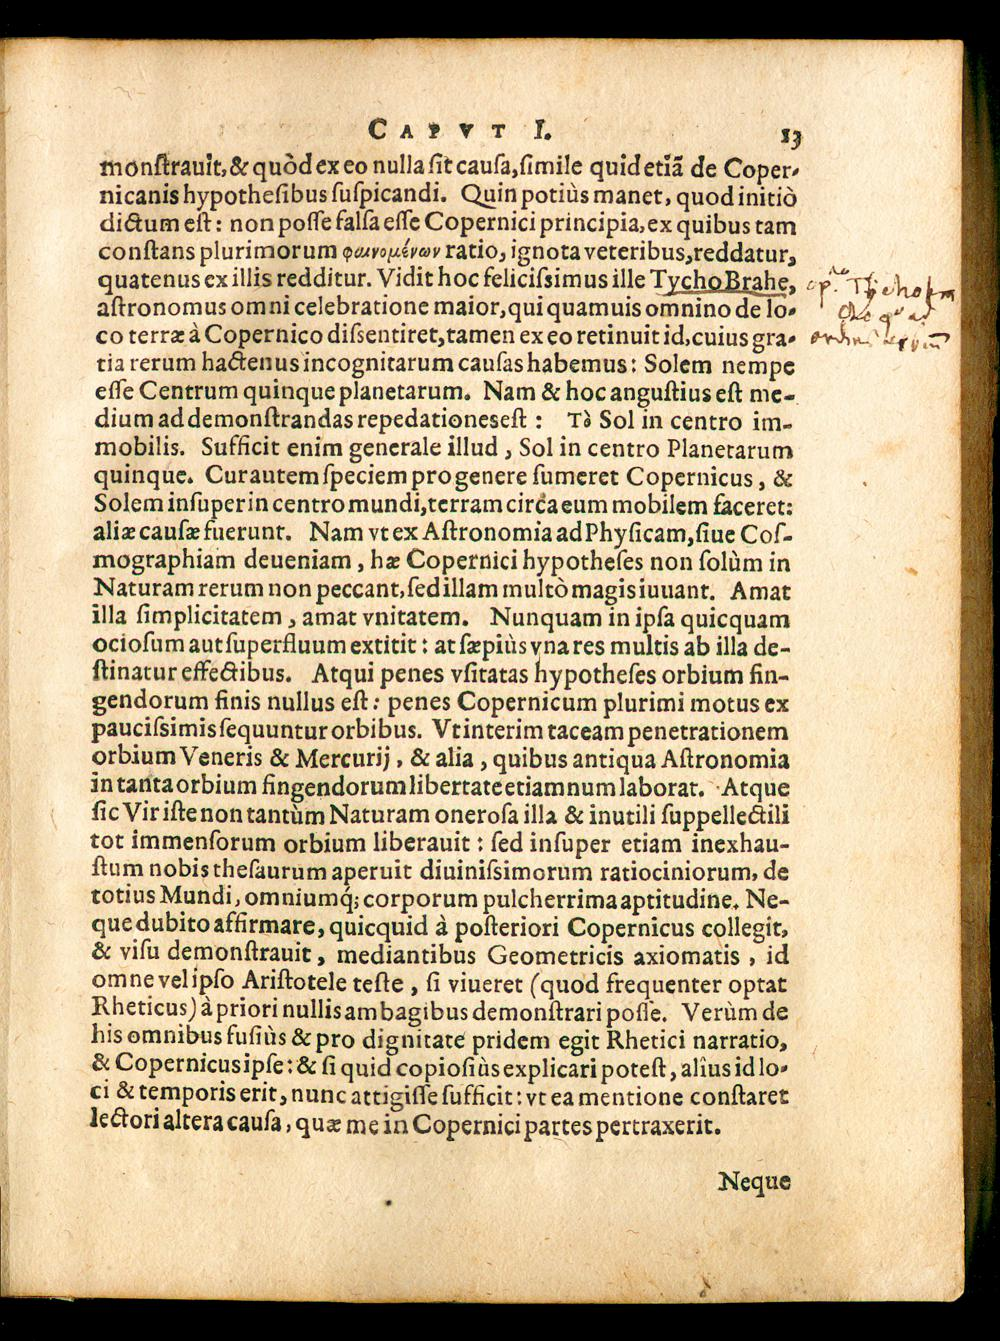 CAPVT I. 13
monſtrauit, & quòd ex eo nulla ſit cauſa, ſimile quid etiã de Coper-
nicanis hypotheſibus ſuſpicandi. Quin potiùs manet, quod initiò
dictum eſt: non poſſe falſa eſſe Copernici principia, ex quibus tam
conſtans plurimorum φαινομένων ratio, ignota veteribus, reddatur,
quatenus ex illis redditur. Vidit hoc feliciſsimus ille Tycho Brahe,
aſtronomus omni celebratione maior, qui quamuis omnino de lo-
co terræ à Copernico diſsentiret, tamen ex eo retinuit id, cuius gra-
tia rerum hactenus incognitarum cauſas habemus: Solem nempe
eſſe Centrum quinque planetarum. Nam & hoc anguſtius eſt me-
dium ad demonſtrandas repedationes eſt: Τὸ Sol in centro im-
mobilis. Sufficit enim generale illud, Sol in centro Planetarum
quinque. Cur autem ſpeciem pro genere ſumeret Copernicus, &
Solem inſuper in centro mundi, terram circa eum mobilem faceret:
aliæ cauſæ fuerunt. Nam vt ex Aſtronomia ad Phyſicam, ſiue Coſ-
mographiam deueniam, hæ Copernici hypotheſes non ſolùm in
Naturam rerum non peccant, ſed illam multò magis iuuant. Amat
illa ſimplicitatem, amat vnitatem. Nunquam in ipſa quicquam
ocioſum aut ſuperfluum extitit: at ſæpiùs vna res multis ab illa de-
ſtinatur effectibus. Atqui penes vſitatas hypotheſes orbium fin-
gendorum finis nullus eſt: penes Copernicum plurimi motus ex
pauciſsimis ſequuntur orbibus. Vt interim taceam penetrationem
orbium Veneris & Mercurij, & alia, quibus antiqua Aſtronomia
in tanta orbium fingendorum libertate etiamnum laborat. Atque
ſic Vir iſte non tantùm Naturam oneroſa illa & inutili ſuppellectili
tot immenſorum orbium liberauit: ſed inſuper etiam inexhau-
ſtum nobis theſaurum aperuit diuiniſsimorum ratiociniorum, de
totius Mundi, omniumq́; corporum pulcherrima aptitudine. Ne-
que dubito affirmare, quicquid à poſteriori Copernicus collegit,
& viſu demonſtrauit, mediantibus Geometricis axiomatis, id
omne vel ipſo Ariſtotele teſte, ſi viueret (quod frequenter optat
Rheticus) à priori nullis ambagibus demonſtrari poſſe. Verùm de
his omnibus fuſiùs & pro dignitate pridem egit Rhetici narratio,
& Copernicus ipſe: & ſi quid copioſiùs explicari poteſt, alîus id lo-
ci & temporis erit, nunc attigiſſe ſufficit: vt ea mentione conſtaret
lectori altera cauſa, quæ me in Copernici partes pertraxerit.
Neque